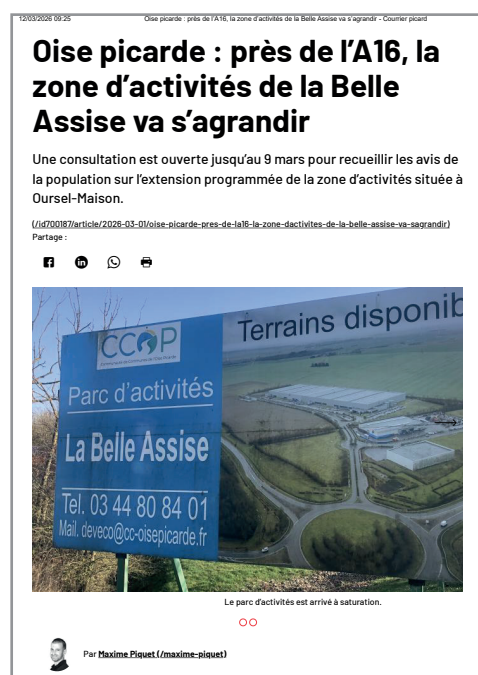 12/03/2026 09:25
Oise picarde : près de l'A16, la zone d'activités de la Belle Assise va s'agrandir - Courrier picard
Oise picarde : près de l’A16, la
zone d’activités de la Belle
Assise va s’agrandir
Une consultation est ouverte jusqu’au 9 mars pour recueillir les avis de
la population sur l’extension programmée de la zone d’activités située à
Oursel-Maison.
(/id700187/article/2026-03-01/oise-picarde-pres-de-la16-la-zone-dactivites-de-la-belle-assise-va-sagrandir)
Partage :
CCOP
Parc d'activités
La Belle Assise
Tel. 03 44 80 84 01
Mail. deveco@cc-oisepicarde.fr
Terrains disponib
Le parc d'activités est arrivé à saturation.
Par Maxime Piquet (/maxime-piquet)